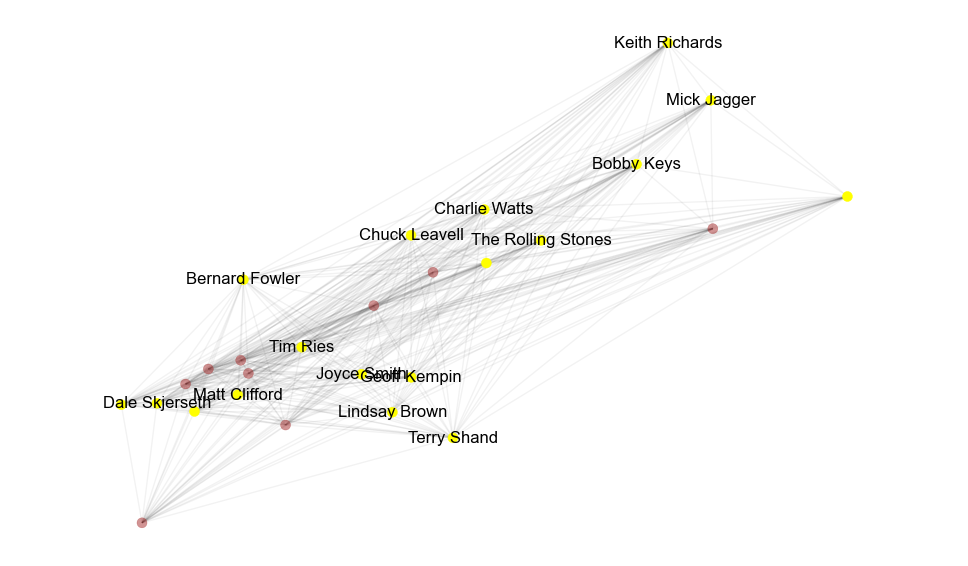 Keith Richards
Mick Jagger
Bobby Keys
Charlie Watts
Chuck Leavell
The Rolling Stones
Bernard Fowler
Tim Ries
Joyce Smith
Geoff Kempin
Matt Clifford
Dale Skjerseth
Lindsay Brown
Terry Shand